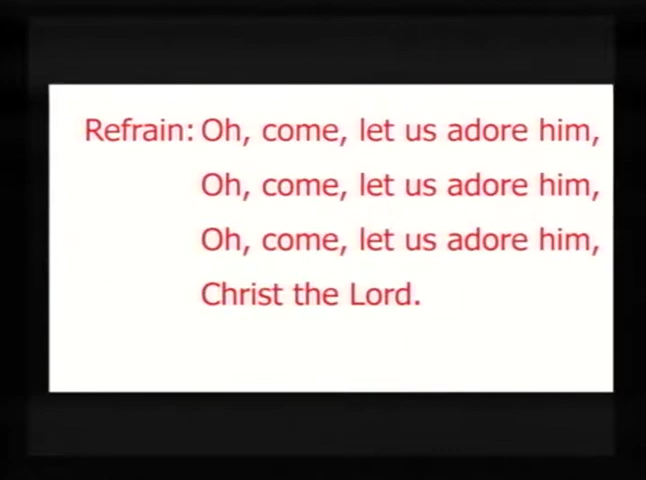 Refrain: Oh, come, let us adore him,
Oh, come, let us adore him,
Oh, come, let us adore him,
Christ the Lord.